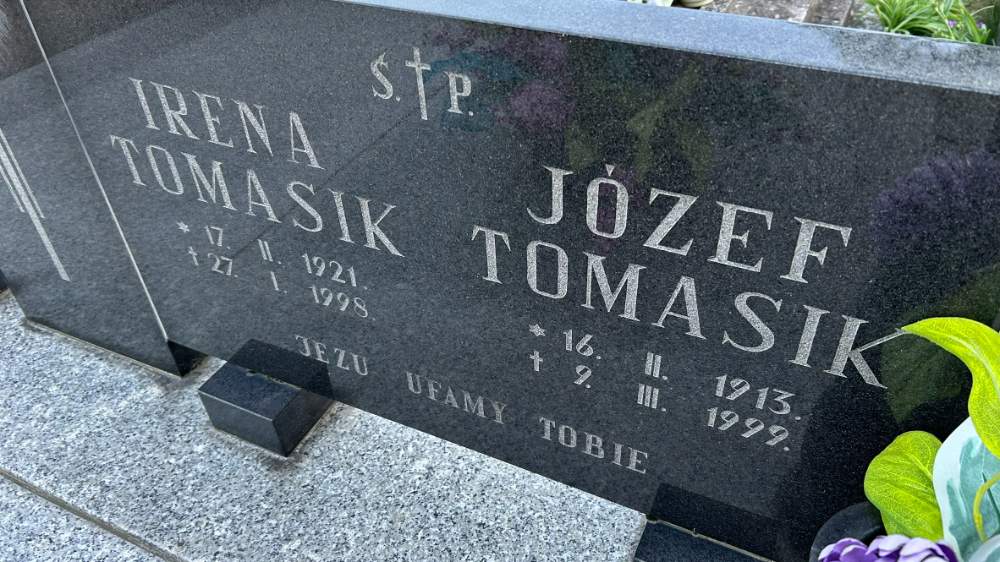 Ś. † P.
IRENA
TOMASIK
* 17. II. 1921.
† 27. I. 1998.
JÓZEF
TOMASIK
* 16. II. 1913.
† 9. III. 1999.
JEZU UFAMY TOBIE